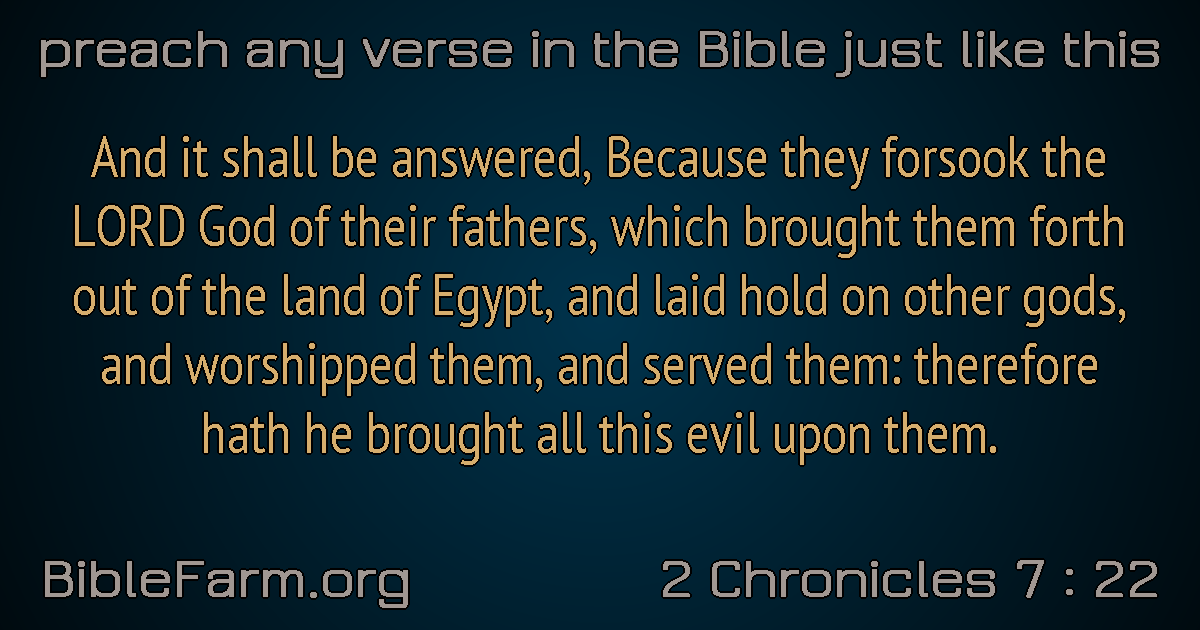 preach any verse in the Bible just like this
And it shall be answered, Because they forsook the
LORD God of their fathers, which brought them forth
out of the land of Egypt, and laid hold on other gods,
and worshipped them, and served them: therefore
hath he brought all this evil upon them.
BibleFarm.org
2 Chronicles 7 : 22